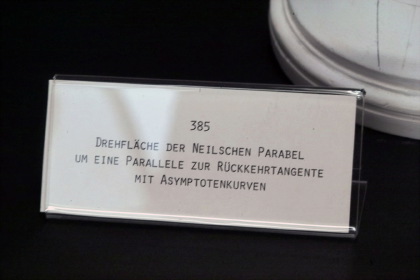 385
Drehfläche der Neilschen Parabel
um eine Parallele zur Rückkehrtangente
mit Asymptotenkurven